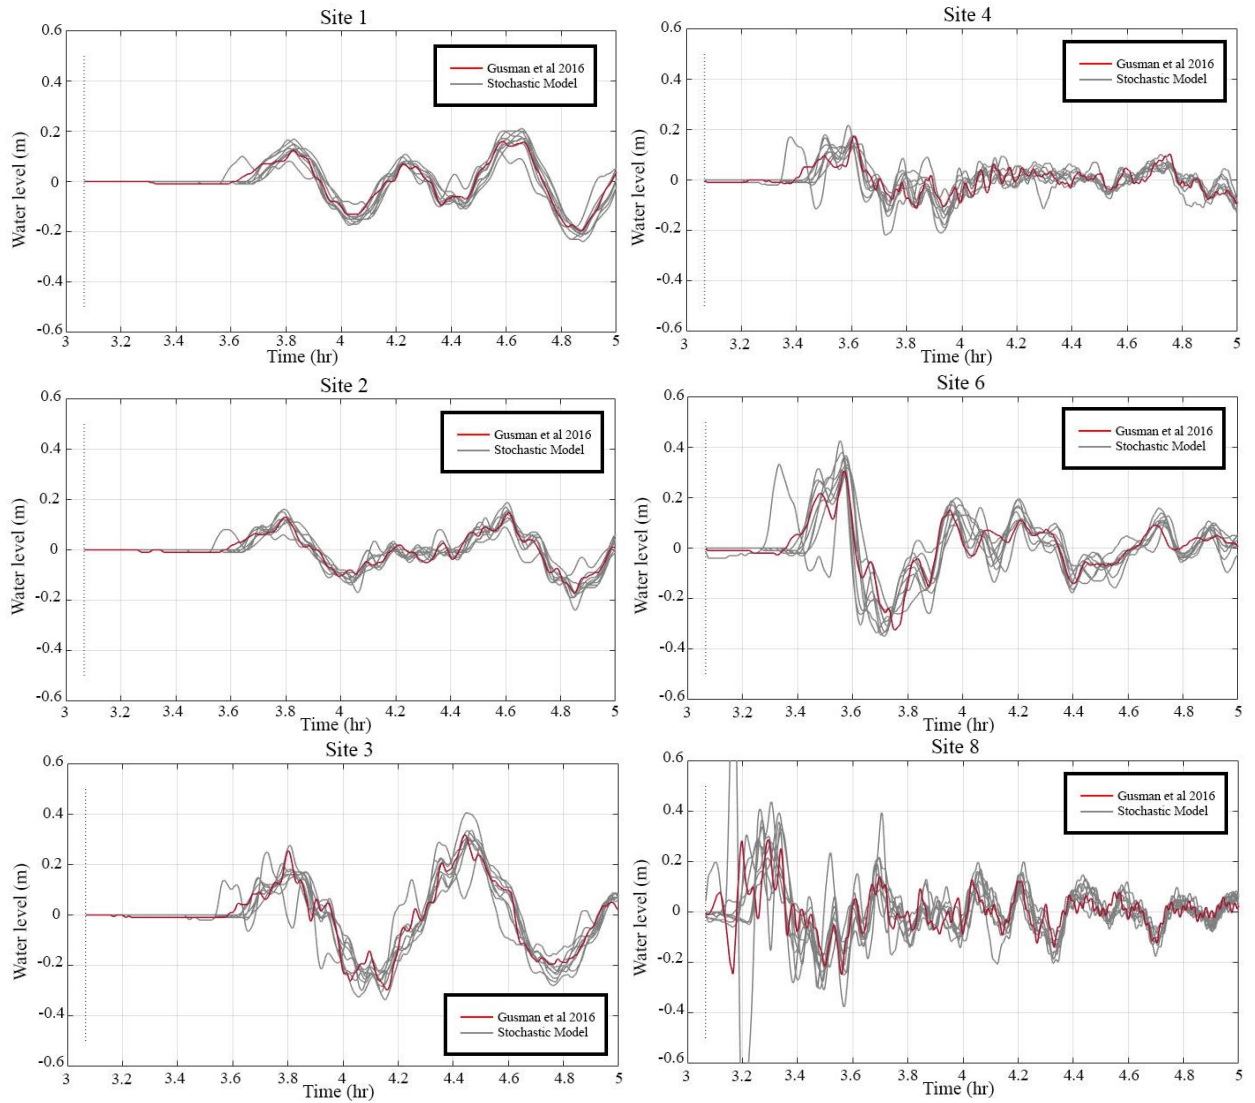 Site 1
0.6
0.4
0.2
0
-0.2
-0.4
-0.6
Water level (m)
Gusman et al 2016
Stochastic Model
3 3.2 3.4 3.6 3.8 4 4.2 4.4 4.6 4.8 5
Time (hr)
Site 4
0.6
0.4
0.2
0
-0.2
-0.4
-0.6
Water level (m)
Gusman et al 2016
Stochastic Model
3 3.2 3.4 3.6 3.8 4 4.2 4.4 4.6 4.8 5
Time (hr)
Site 2
0.6
0.4
0.2
0
-0.2
-0.4
-0.6
Water level (m)
Gusman et al 2016
Stochastic Model
3 3.2 3.4 3.6 3.8 4 4.2 4.4 4.6 4.8 5
Time (hr)
Site 6
0.6
0.4
0.2
0
-0.2
-0.4
-0.6
Water level (m)
Gusman et al 2016
Stochastic Model
3 3.2 3.4 3.6 3.8 4 4.2 4.4 4.6 4.8 5
Time (hr)
Site 3
0.6
0.4
0.2
0
-0.2
-0.4
-0.6
Water level (m)
Gusman et al 2016
Stochastic Model
3 3.2 3.4 3.6 3.8 4 4.2 4.4 4.6 4.8 5
Time (hr)
Site 8
0.6
0.4
0.2
0
-0.2
-0.4
-0.6
Water level (m)
Gusman et al 2016
Stochastic Model
3 3.2 3.4 3.6 3.8 4 4.2 4.4 4.6 4.8 5
Time (hr)